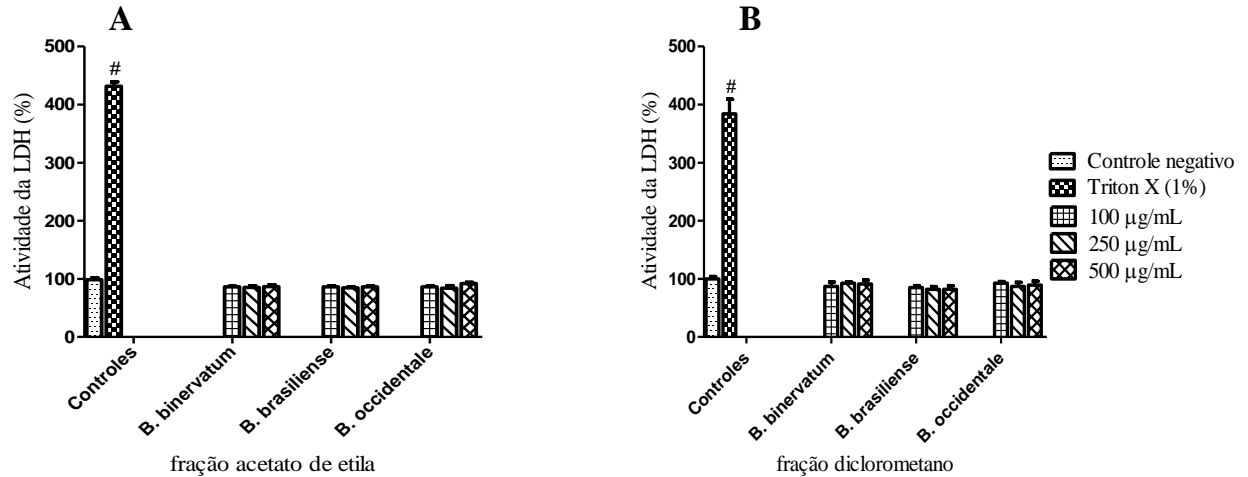 A
Atividade da LDH (%)
500
400
300
200
100
0
#
Controles
B. binervatum
B. brasiliense
B. occidentale
fração acetato de etila
B
Atividade da LDH (%)
500
400
300
200
100
0
#
Controles
B. binervatum
B. brasiliense
B. occidentale
fração diclorometano
Controle negativo
Triton X (1%)
100 µg/mL
250 µg/mL
500 µg/mL